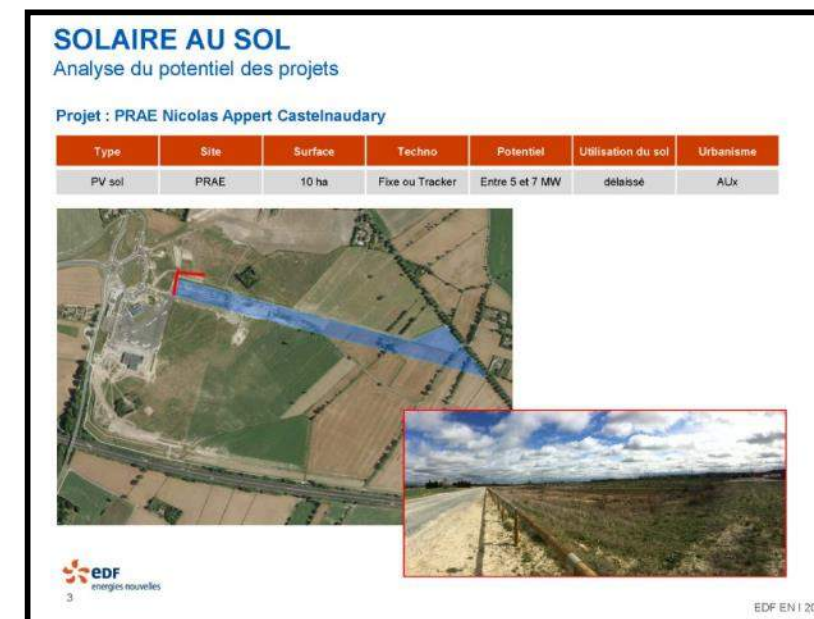 SOLAIRE AU SOL
Analyse du potentiel des projets
Projet : PRAE Nicolas Appert Castelnaudary
Type Site Surface Techno Potentiel Utilisation du sol Urbanisme
PV sol PRAE 10 ha Fixe ou Tracker Entre 5 et 7 MW délaissé AUx
eDF
energies nouvelles
3
EDF EN I 20